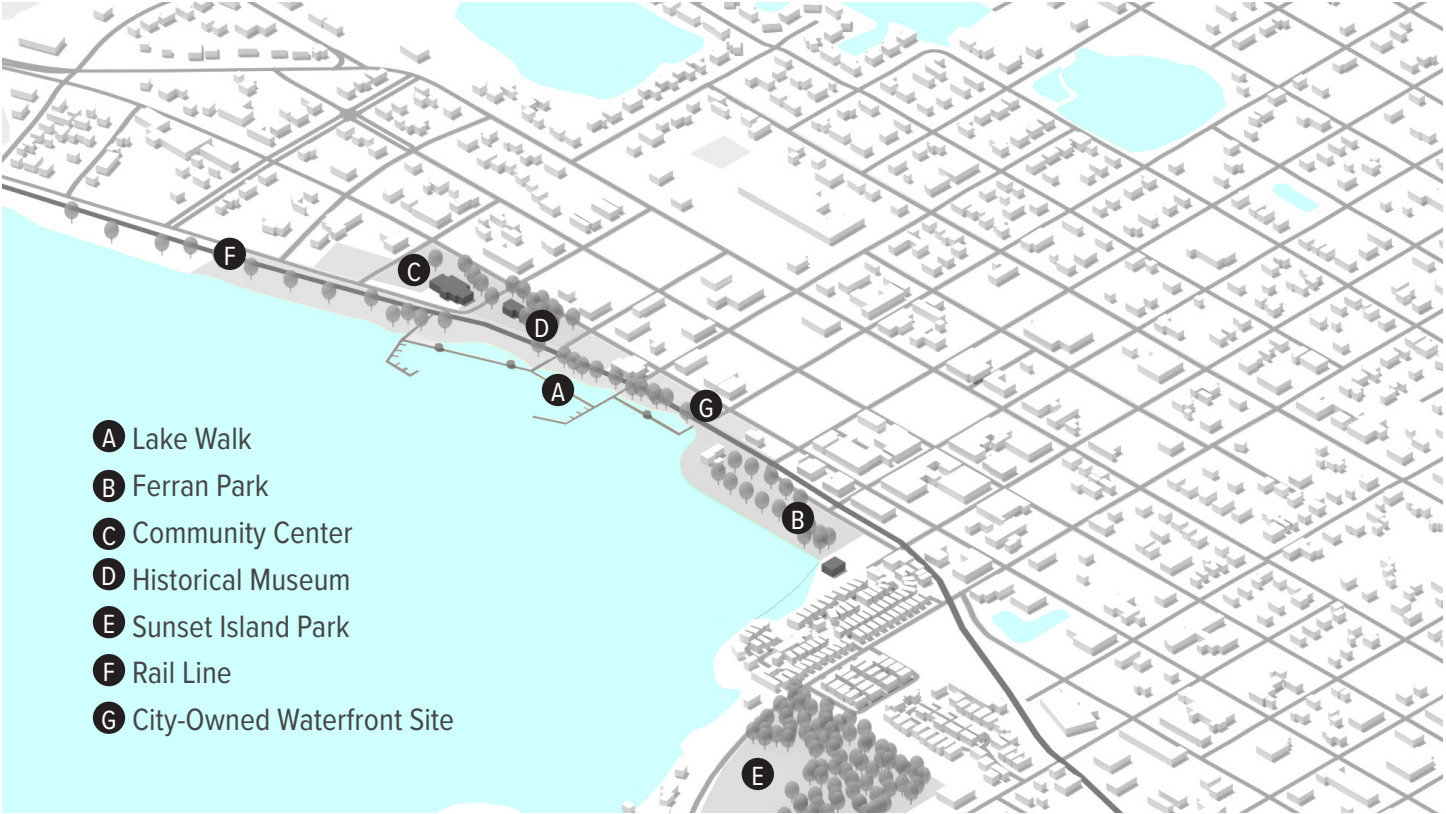 F
C
D
A
G
B
E
A Lake Walk
B Ferran Park
C Community Center
D Historical Museum
E Sunset Island Park
F Rail Line
G City-Owned Waterfront Site